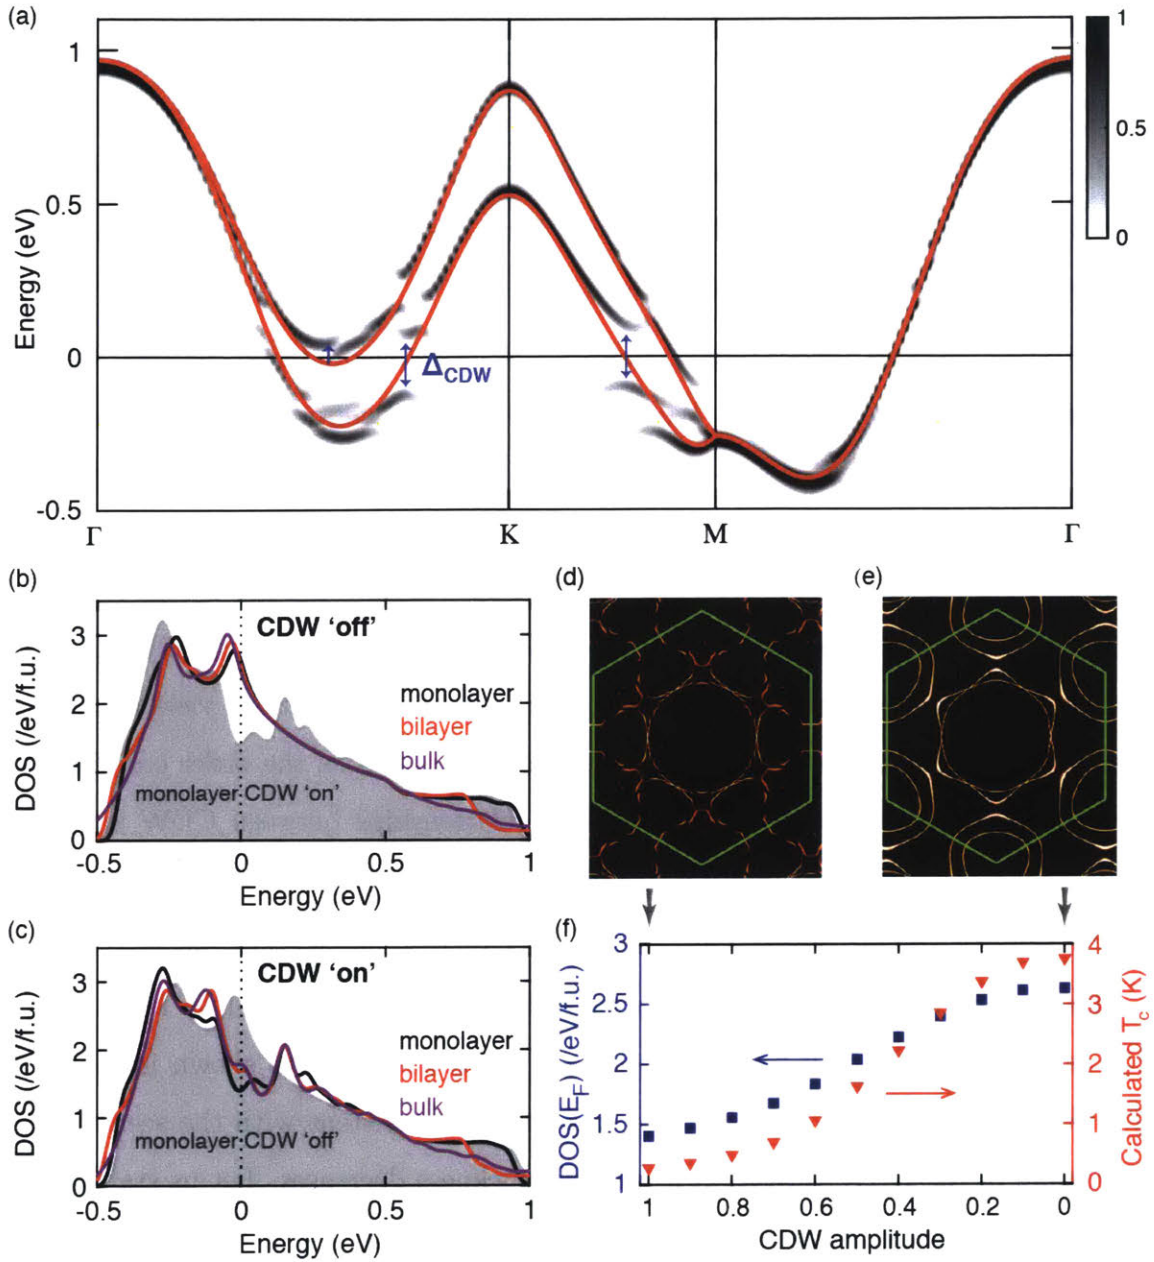 (a)
1
0.5
0
-0.5
Energy (eV)
Δ_CDW
Γ
K
M
Γ
1
0.5
0
(b)
CDW 'off'
monolayer
bilayer
bulk
monolayer CDW 'on'
3
2
1
0
DOS (/eV/f.u.)
-0.5
0
0.5
1
Energy (eV)
(c)
CDW 'on'
monolayer
bilayer
bulk
monolayer CDW 'off'
3
2
1
0
DOS (/eV/f.u.)
-0.5
0
0.5
1
Energy (eV)
(d)
(e)
(f)
3
2.5
2
1.5
1
DOS(E_F) (/eV/f.u.)
4
3
2
1
0
Calculated T_c (K)
1
0.8
0.6
0.4
0.2
0
CDW amplitude